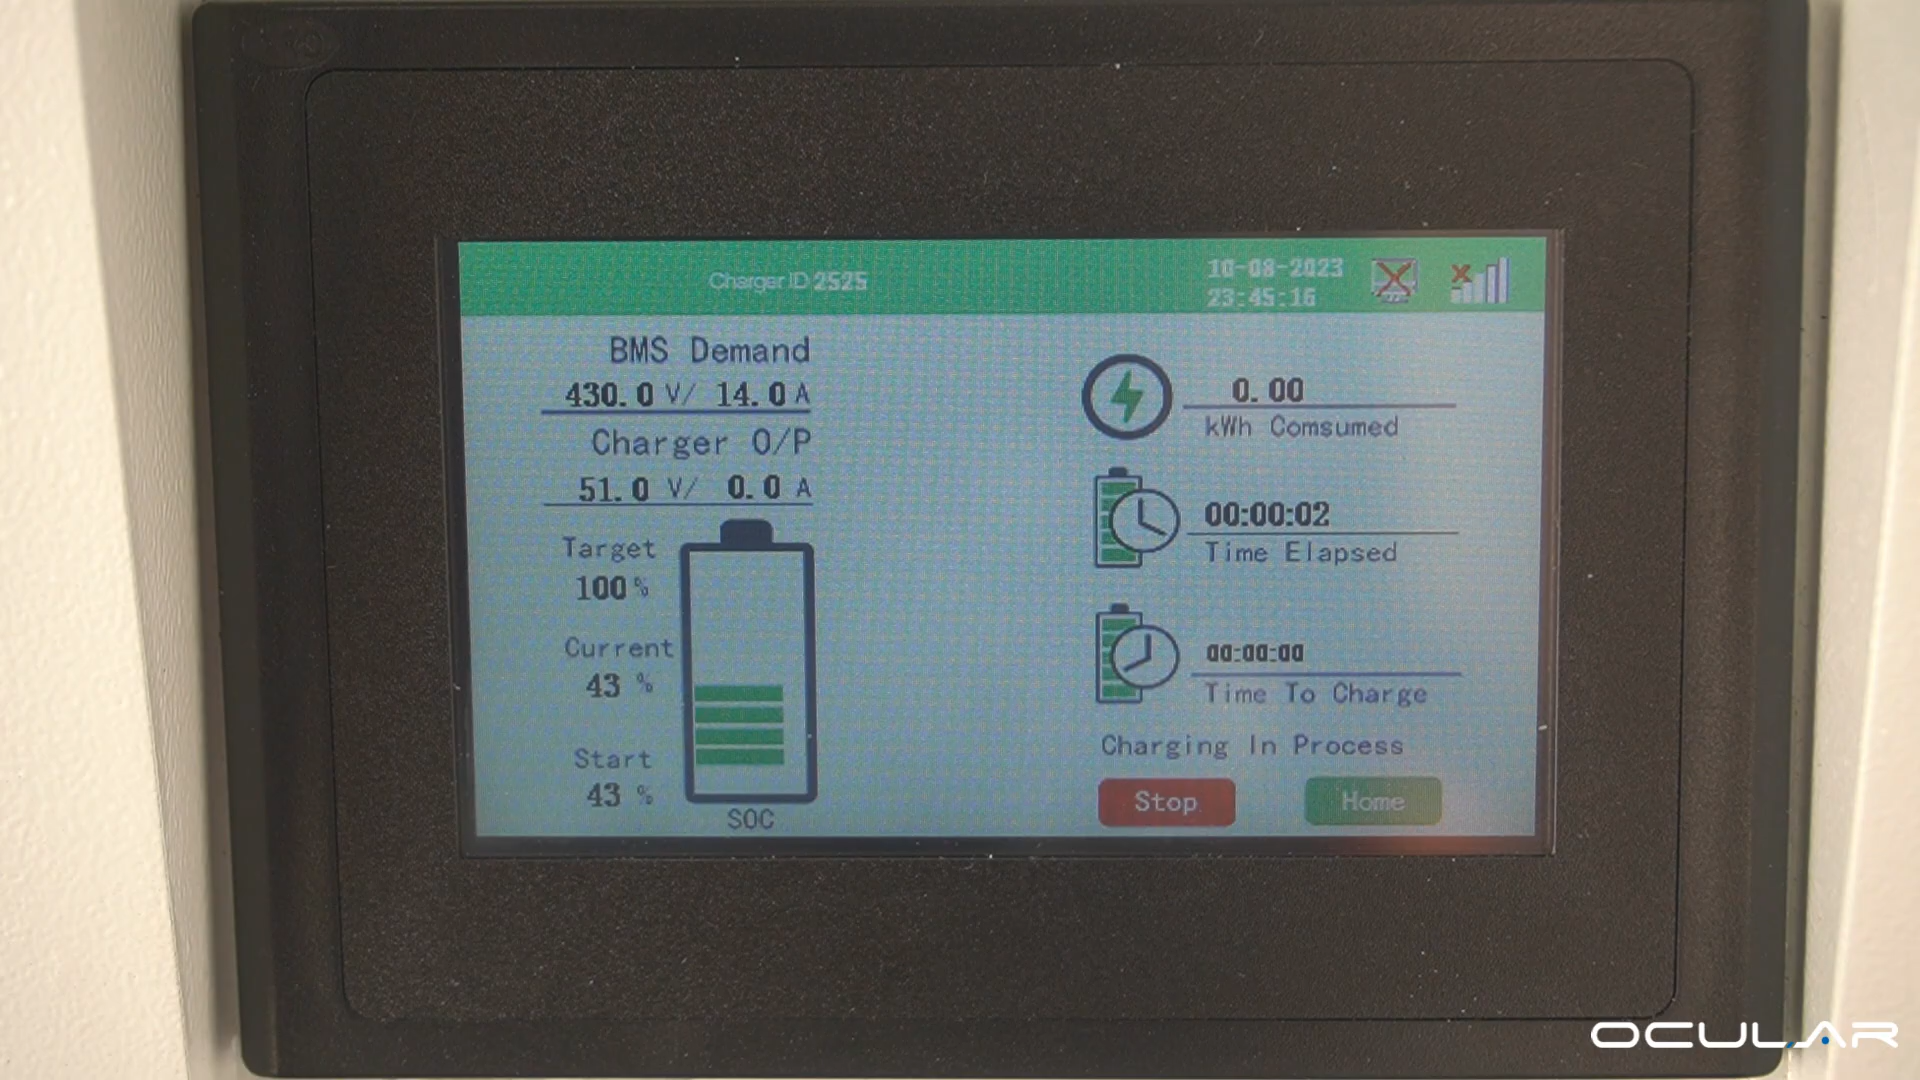 Charger ID 2525
10-08-2023
23:45:16
BMS Demand
430.0 V/ 14.0 A
Charger O/P
51.0 V/ 0.0 A
Target
100 %
Current
43 %
Start
43 %
SOC
0.00
kWh Comsumed
00:00:02
Time Elapsed
00:00:00
Time To Charge
Charging In Process
Stop
Home
OCULAR